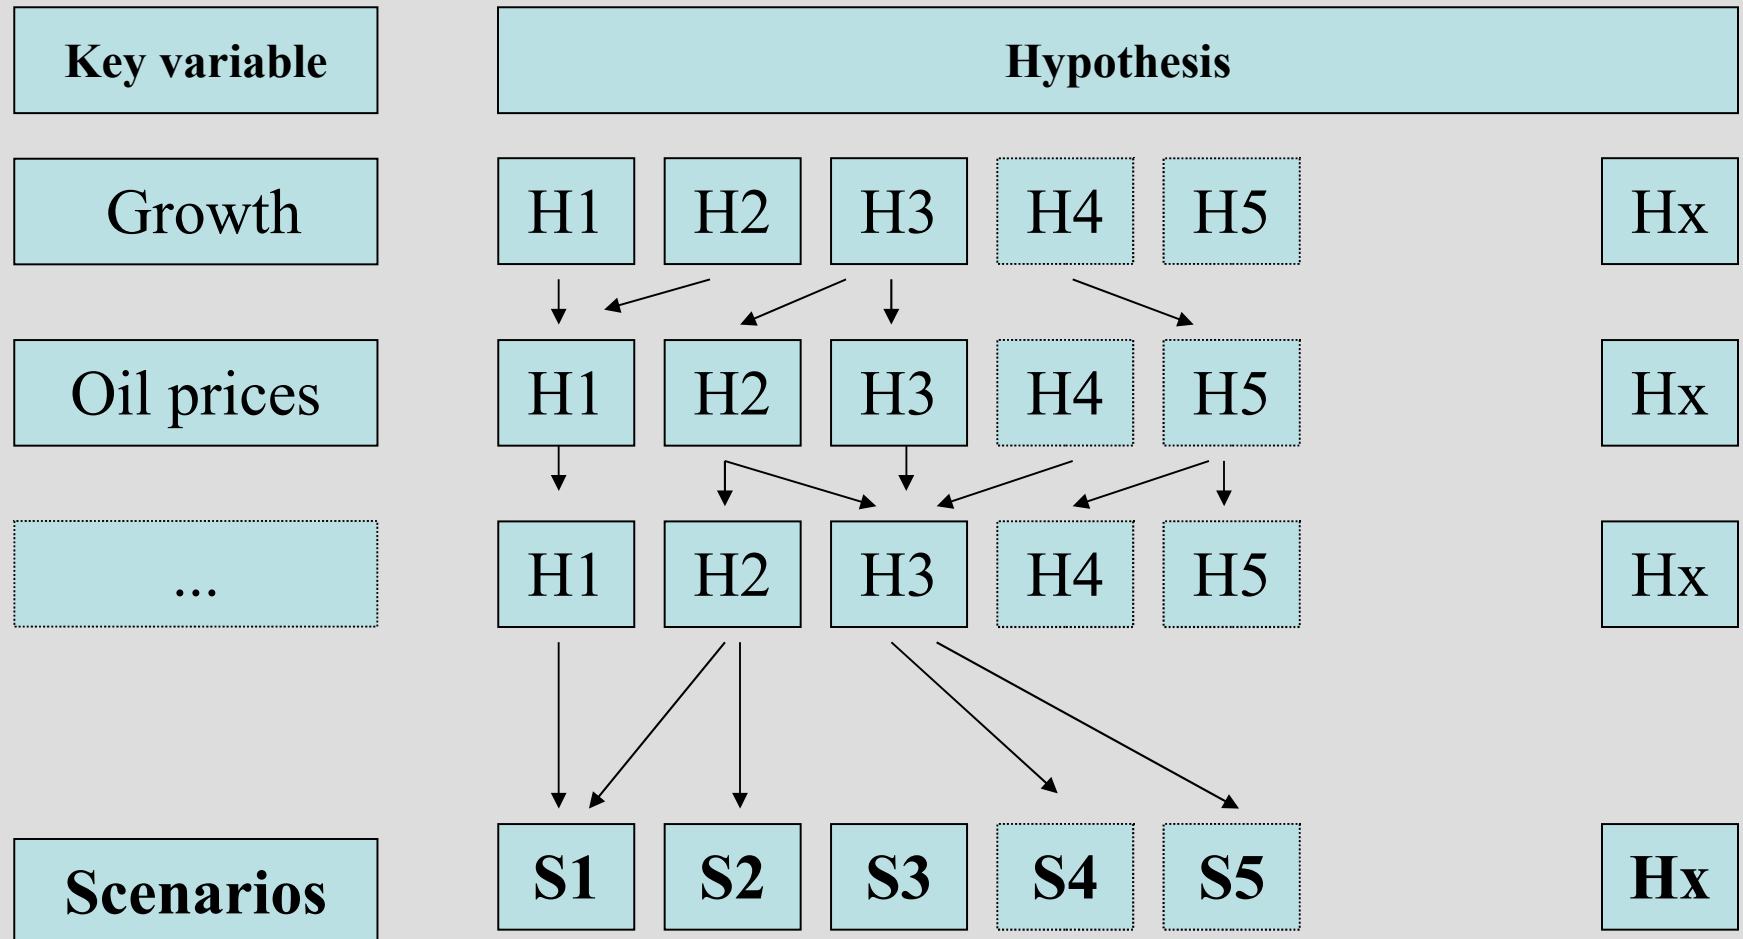 Key variable
Hypothesis
Growth
H1
H2
H3
H4
H5
Hx
Oil prices
H1
H2
H3
H4
H5
Hx
...
H1
H2
H3
H4
H5
Hx
Scenarios
S1
S2
S3
S4
S5
Hx